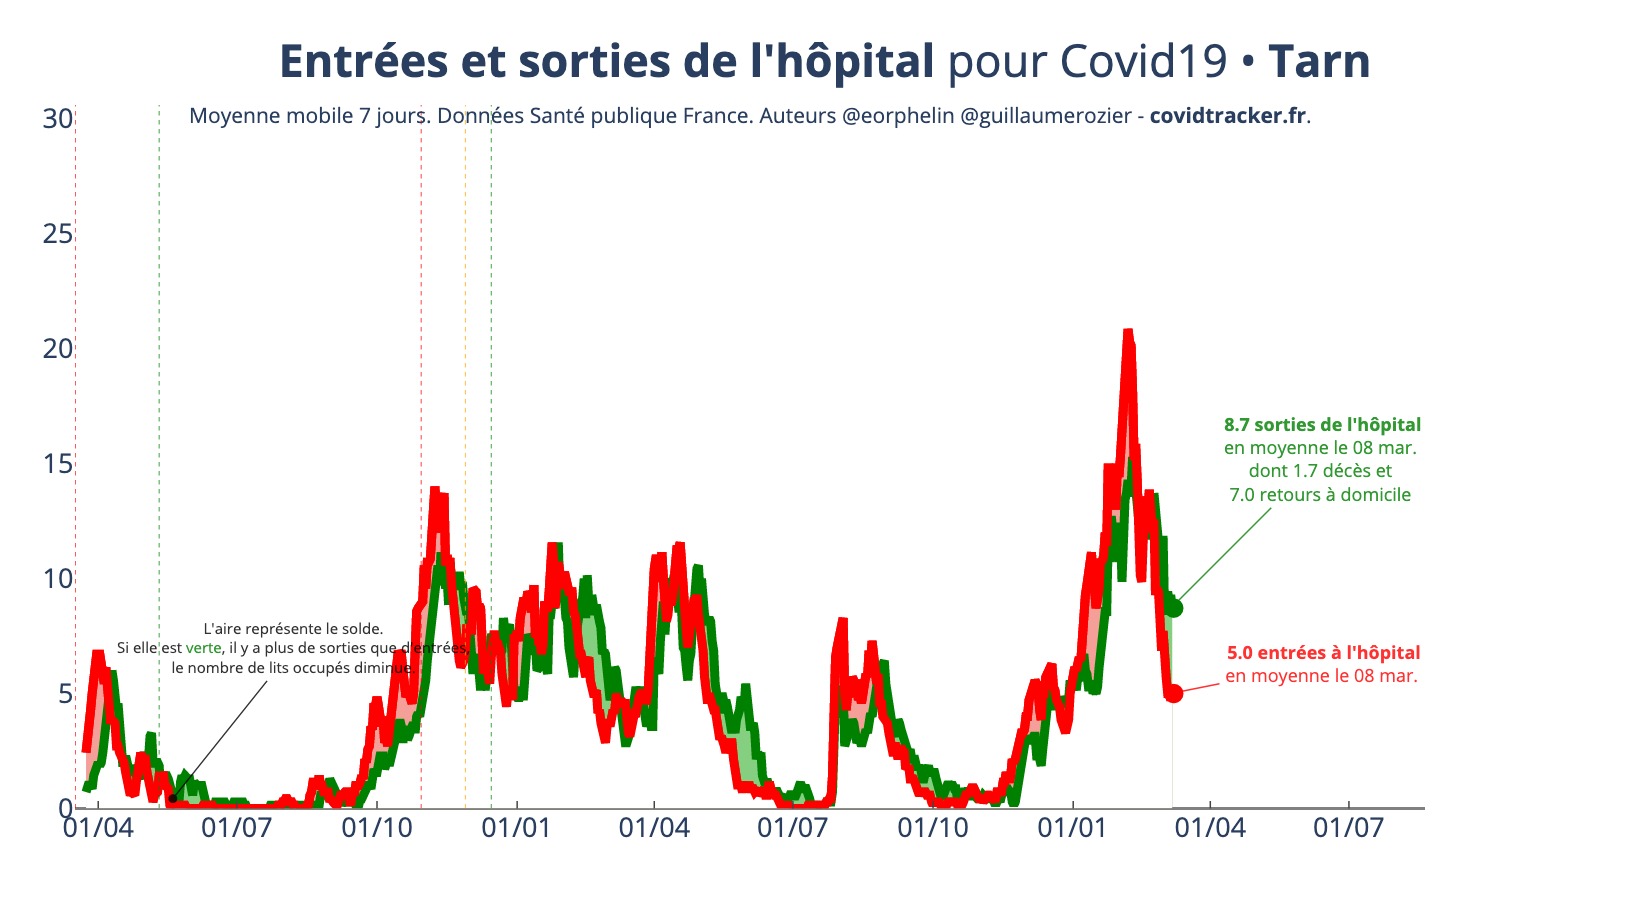 Entrées et sorties de l'hôpital pour Covid19 • Tarn
Moyenne mobile 7 jours. Données Santé publique France. Auteurs @eorphelin @guillaumerozier - covidtracker.fr.
30
25
20
15
10
5
0
8.7 sorties de l'hôpital
en moyenne le 08 mar.
dont 1.7 décès et
7.0 retours à domicile
L'aire représente le solde.
Si elle est verte, il y a plus de sorties que d'entrées,
le nombre de lits occupés diminue.
5.0 entrées à l'hôpital
en moyenne le 08 mar.
01/04 01/07 01/10 01/01 01/04 01/07 01/10 01/01 01/04 01/07